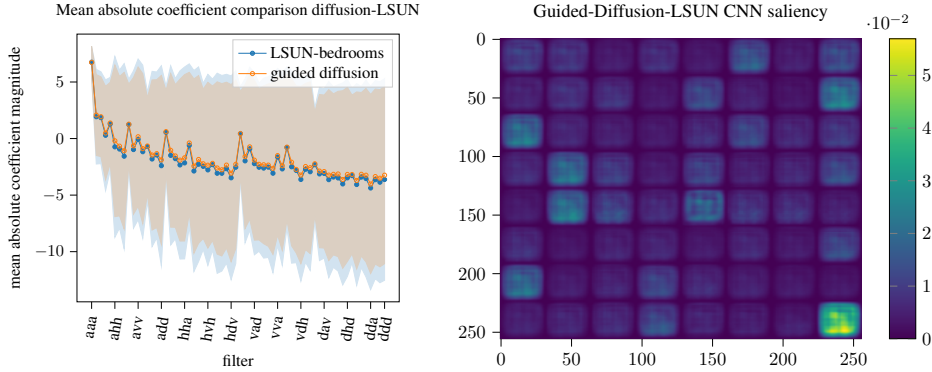 Mean absolute coefficient comparison diffusion-LSUN
mean absolute coefficient magnitude
5
0
−5
−10
LSUN-bedrooms
guided diffusion
aaa
ahh
avv
add
hha
hvh
hdv
vad
vva
vdh
dav
dhd
dda
ddd
filter
Guided-Diffusion-LSUN CNN saliency
0
50
100
150
200
250
0
50
100
150
200
250
·10⁻²
5
4
3
2
1
0